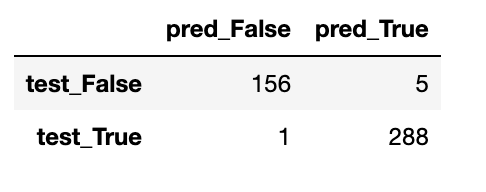 pred_False pred_True
test_False 156 5
test_True 1 288